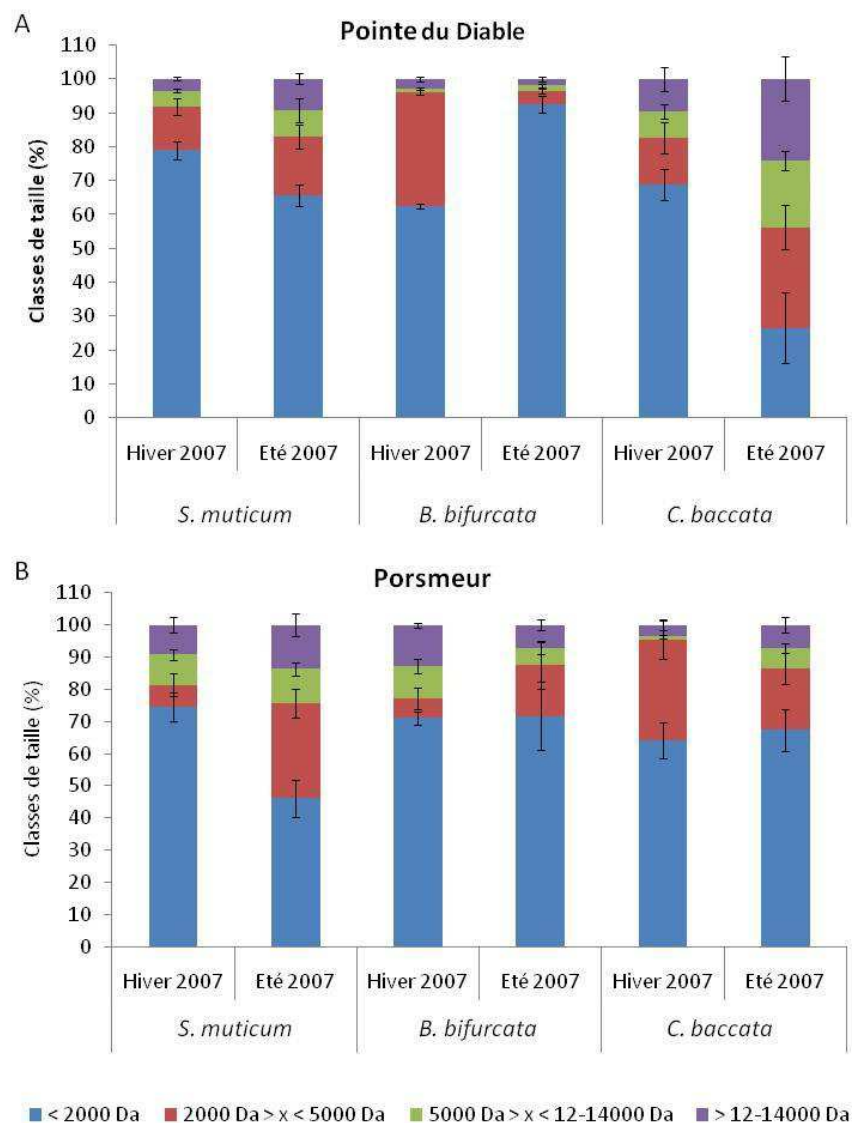 A
Pointe du Diable
Classes de taille (%)
110
100
90
80
70
60
50
40
30
20
10
0
Hiver 2007 Eté 2007 Hiver 2007 Eté 2007 Hiver 2007 Eté 2007
S. muticum B. bifurcata C. baccata
B
Porsmeur
Classes de taille (%)
110
100
90
80
70
60
50
40
30
20
10
0
Hiver 2007 Eté 2007 Hiver 2007 Eté 2007 Hiver 2007 Eté 2007
S. muticum B. bifurcata C. baccata
< 2000 Da 2000 Da > x < 5000 Da 5000 Da > x < 12-14000 Da > 12-14000 Da